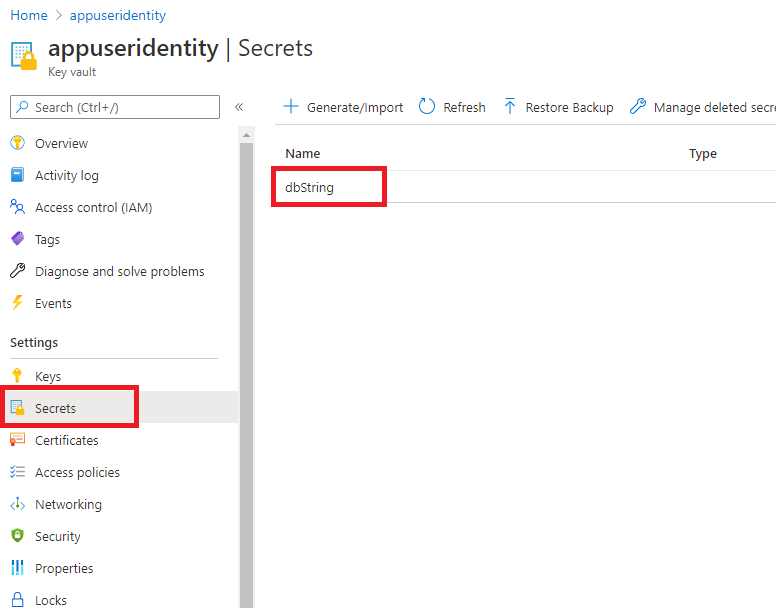 Home > appuseridentity
appuseridentity | Secrets
Key vault
Search (Ctrl+/)
«
Overview
Activity log
Access control (IAM)
Tags
Diagnose and solve problems
Events
Settings
Keys
Secrets
Certificates
Access policies
Networking
Security
Properties
Locks
Generate/Import
Refresh
Restore Backup
Manage deleted secre
Name
Type
dbString